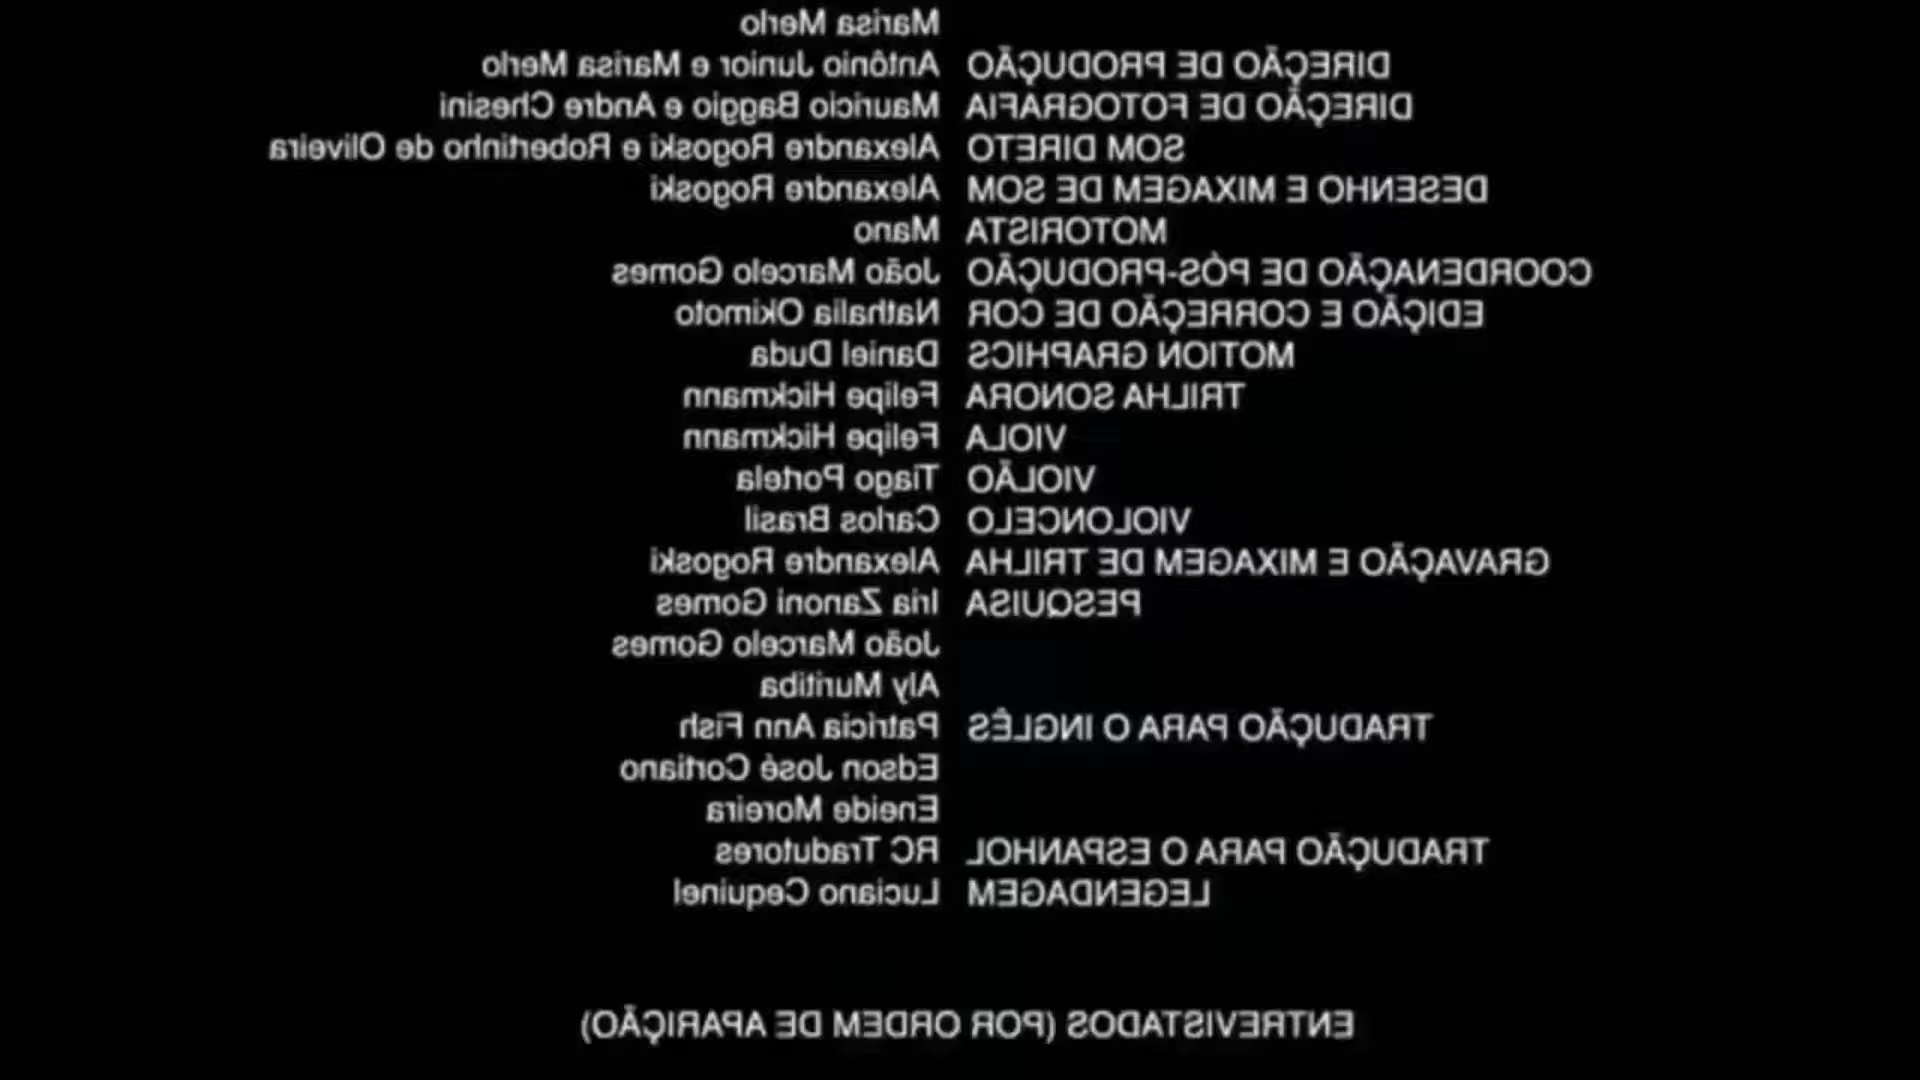 Marisa Merlo
DIREÇÃO DE PRODUÇÃO Antônio Junior e Marisa Merlo
DIREÇÃO DE FOTOGRAFIA Mauricio Baggio e Andre Chesini
SOM DIRETO Alexandre Rogoski e Robertinho de Oliveira
DESENHO E MIXAGEM DE SOM Alexandre Rogoski
MOTORISTA Mano
COORDENAÇÃO DE PÓS-PRODUÇÃO João Marcelo Gomes
EDIÇÃO E CORREÇÃO DE COR Nathalia Okimoto
MOTION GRAPHICS Daniel Duda
TRILHA SONORA Felipe Hickmann
VIOLA Felipe Hickmann
VIOLÃO Tiago Portela
VIOLONCELO Carlos Brasil
GRAVAÇÃO E MIXAGEM DE TRILHA Alexandre Rogoski
PESQUISA Iria Zanoni Gomes
João Marcelo Gomes
Aly Muritiba
TRADUÇÃO PARA O INGLÊS Patrícia Ann Fish
Edson José Cortiano
Eneide Moreira
TRADUÇÃO PARA O ESPANHOL RC Tradutores
LEGENDAGEM Luciano Cequinel
ENTREVISTADOS (POR ORDEM DE APARIÇÃO)